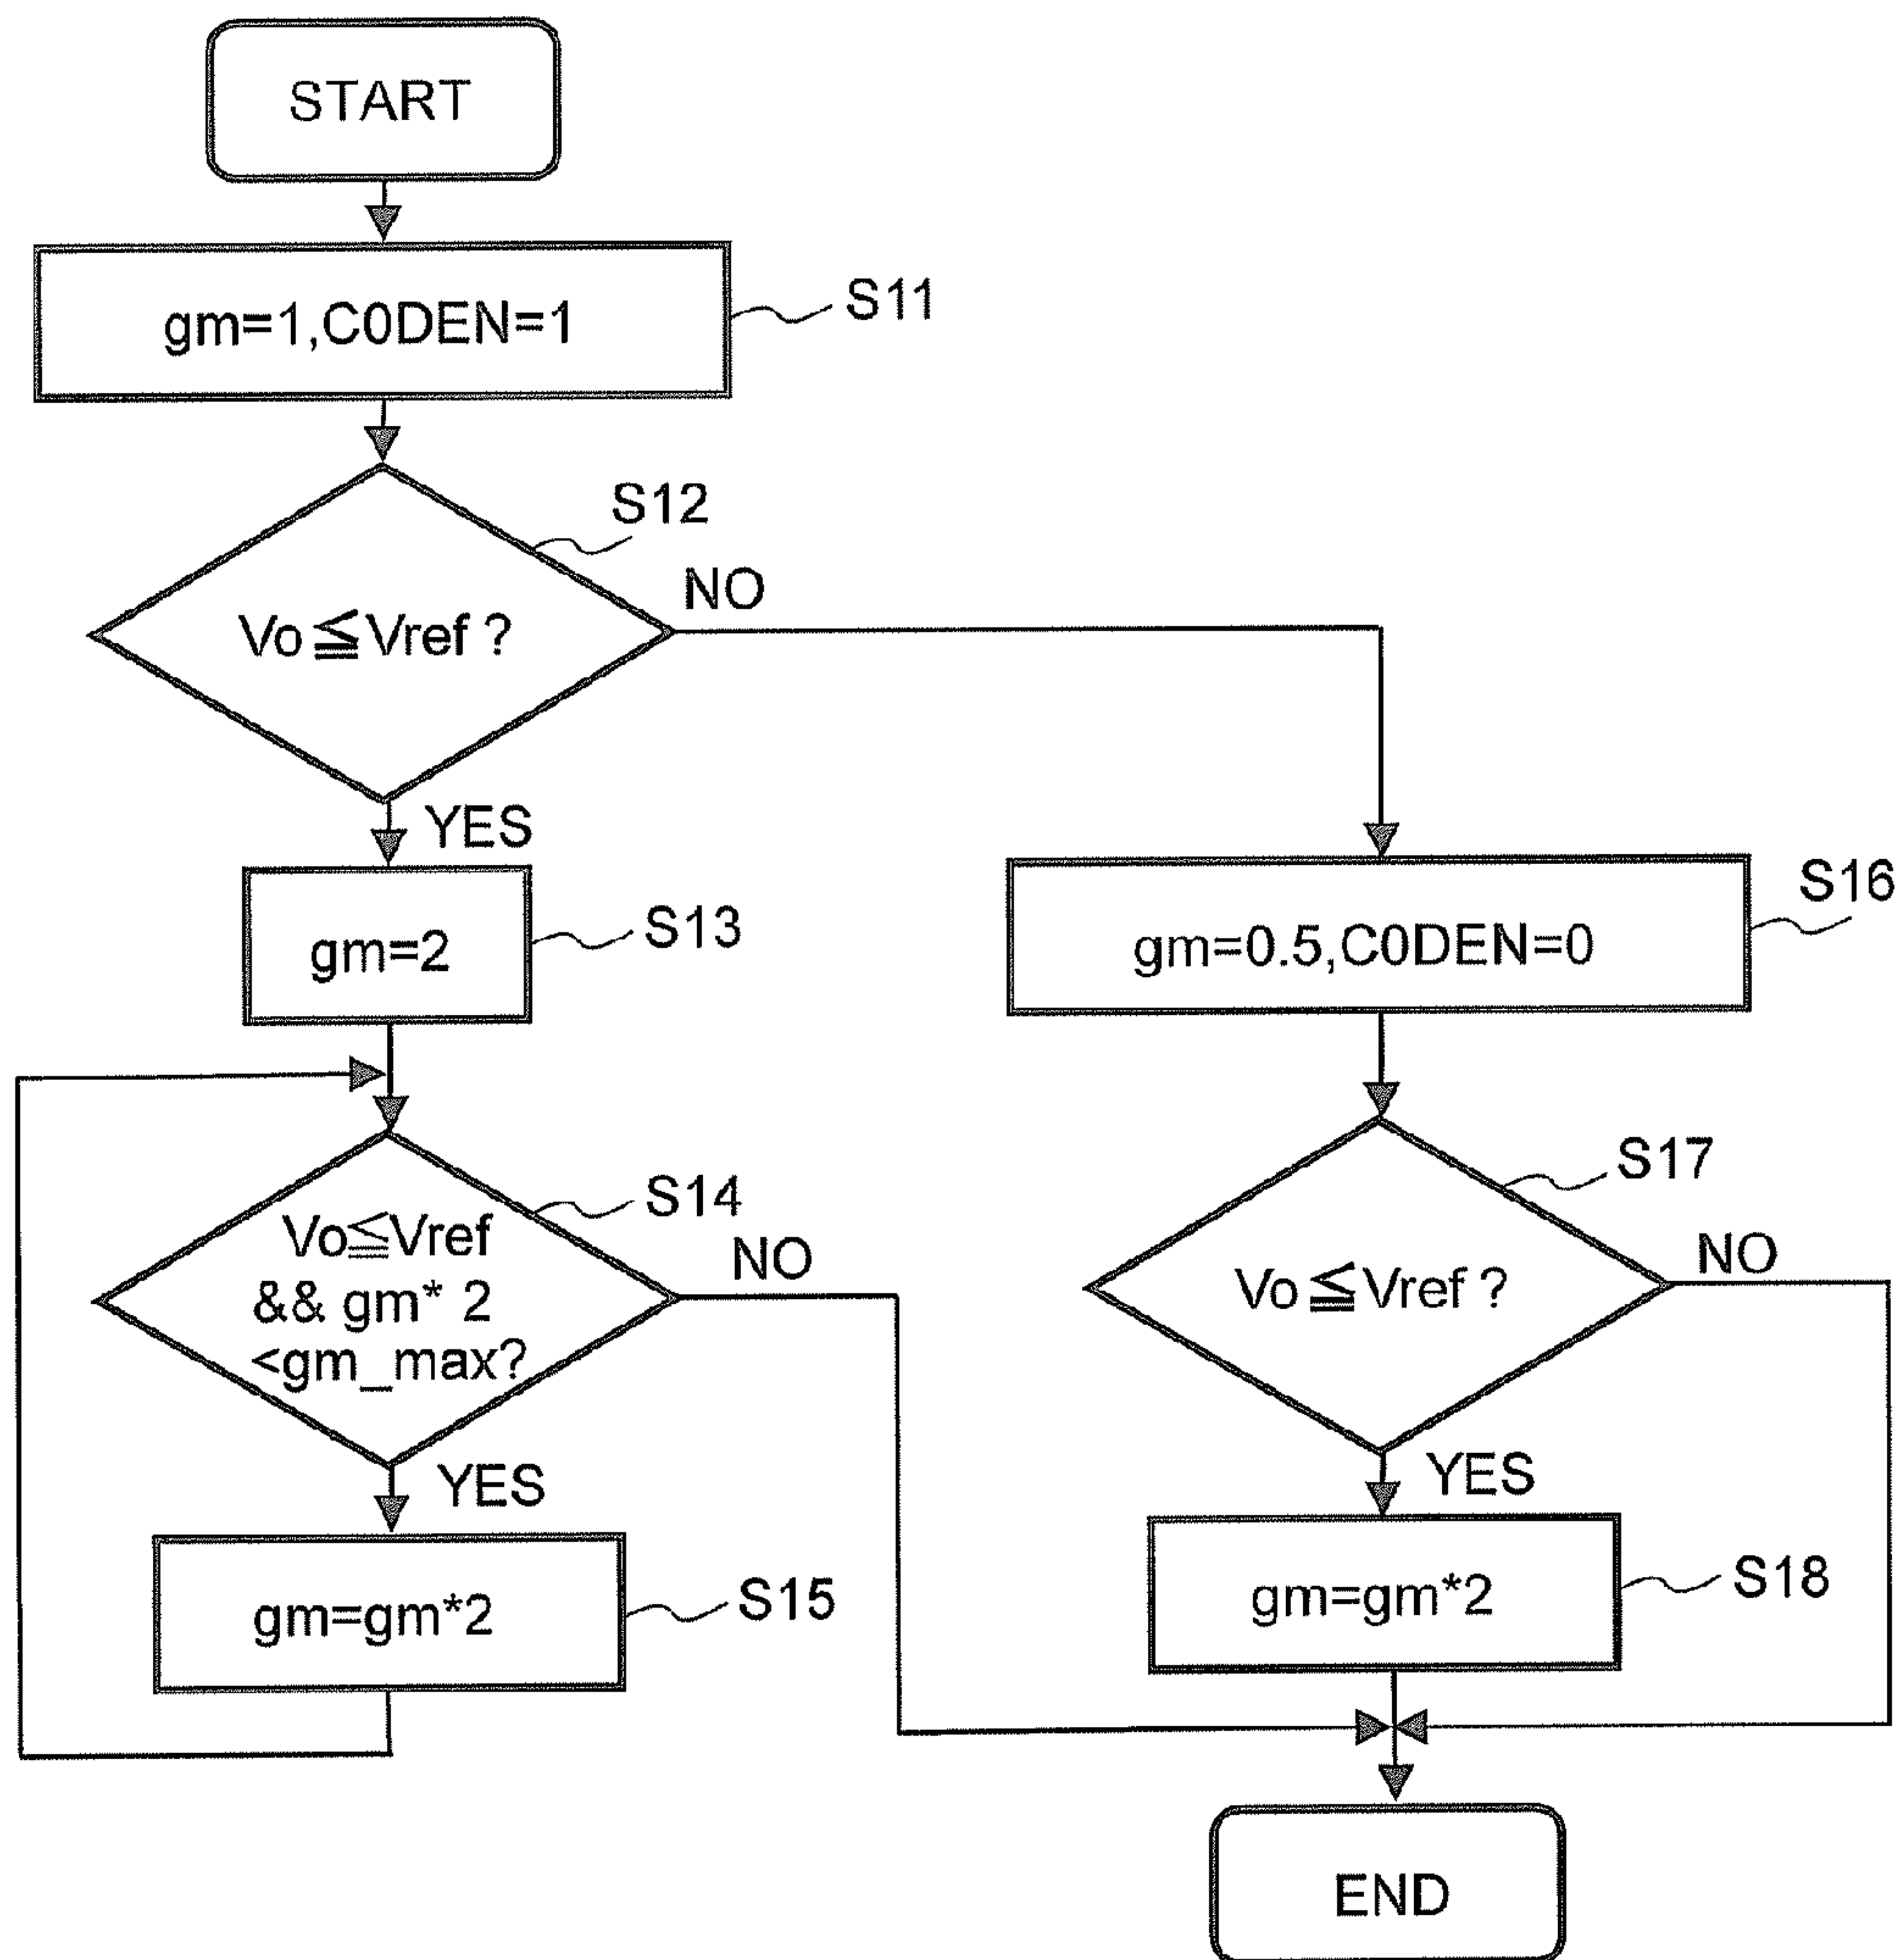 START
gm=1,C0DEN=1
S11
S12
Vo≦Vref ?
NO
YES
gm=2
S13
Vo≦Vref
&& gm* 2
<gm_max?
S14
NO
YES
gm=gm*2
S15
gm=0.5,C0DEN=0
S16
Vo≦Vref ?
S17
NO
YES
gm=gm*2
S18
END